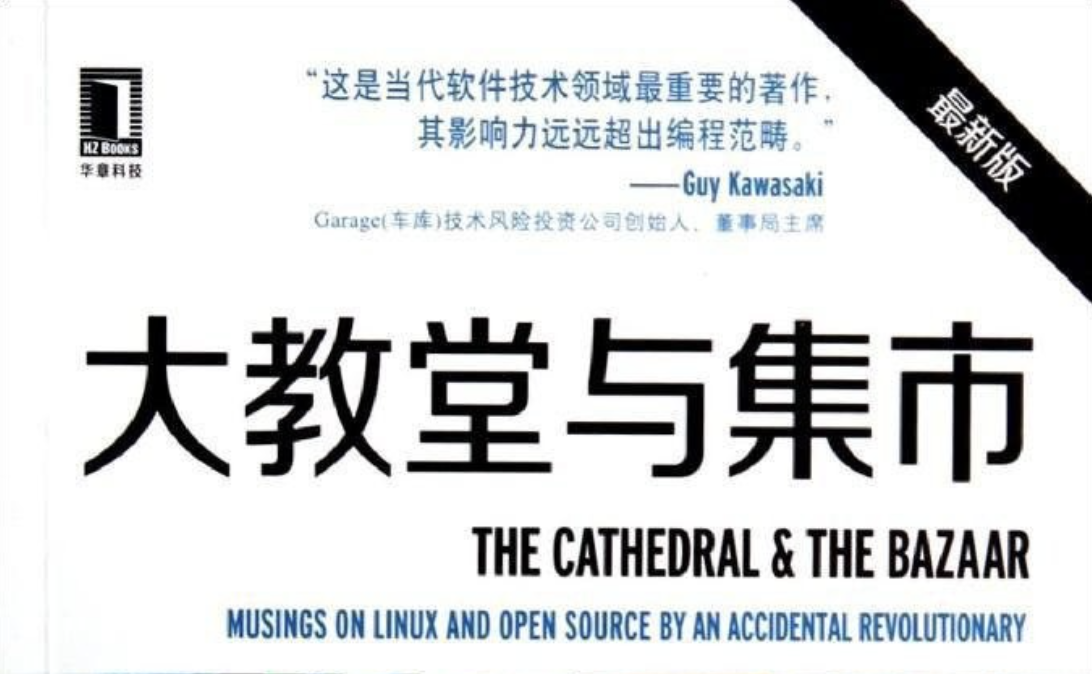 HZ BOOKS
华章科技
“这是当代软件技术领域最重要的著作，
其影响力远远超出编程范畴。”
——Guy Kawasaki
Garage(车库)技术风险投资公司创始人、董事局主席
最新版
大教堂与集市
THE CATHEDRAL & THE BAZAAR
MUSINGS ON LINUX AND OPEN SOURCE BY AN ACCIDENTAL REVOLUTIONARY